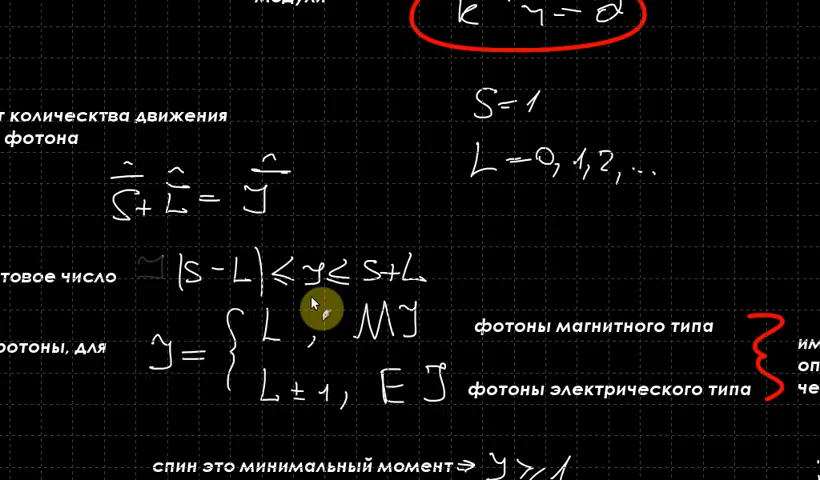 модули
k · y = 0
S=1
т количества движения
фотона
L=0,1,2,...
Ŝ + L̂ = Ĵ
товое число |S - L| ≤ J ≤ S+L
J = { L , MJ фотоны магнитного типа
отоны, для им
оп
L ± 1, EJ фотоны электрического типа че
спин это минимальный момент ⇒ J ≥ 1